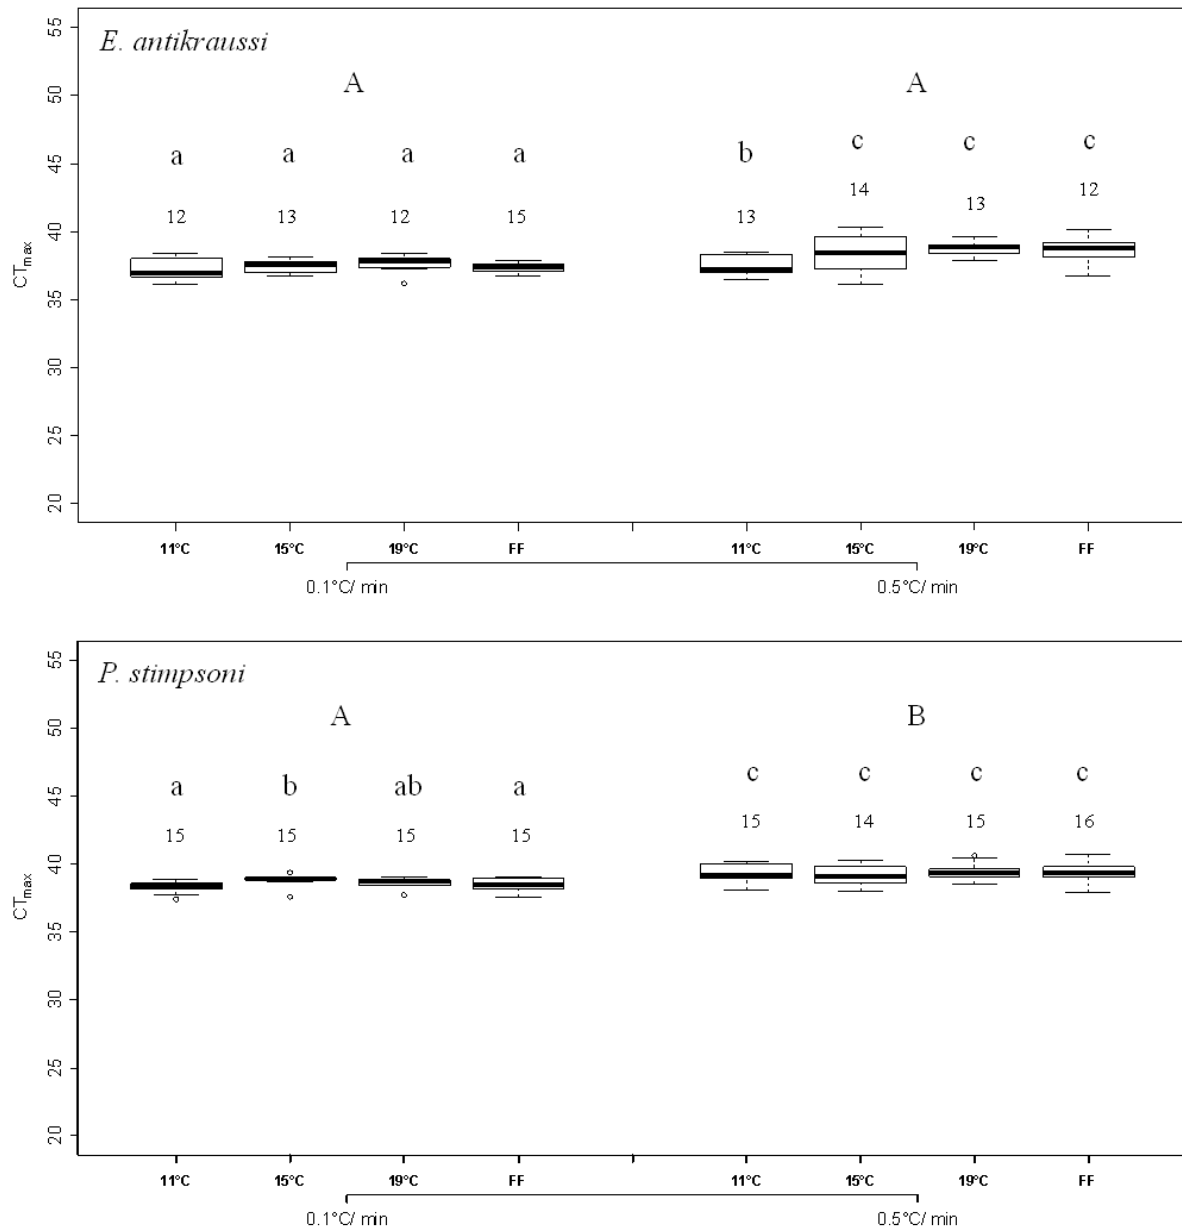 E. antikraussi
A A
a a a a b c c c
12 13 12 15 13 14 13 12
CTmax
55
50
45
40
35
30
25
20
11°C 15°C 19°C FF 11°C 15°C 19°C FF
0.1°C/ min 0.5°C/ min
P. stimpsoni
A B
a b ab a c c c c
15 15 15 15 15 14 15 16
CTmax
55
50
45
40
35
30
25
20
11°C 15°C 19°C FF 11°C 15°C 19°C FF
0.1°C/ min 0.5°C/ min